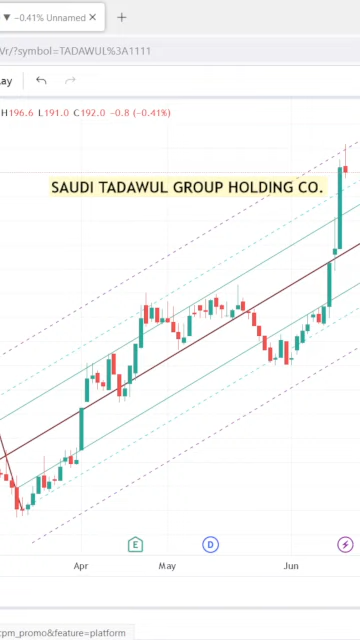 ▼ −0.41% Unnamed ✕ +
Vr/?symbol=TADAWUL%3A1111
ay
H196.6 L191.0 C192.0 −0.8 (−0.41%)
SAUDI TADAWUL GROUP HOLDING CO.
E D
Apr May Jun
cpm_promo&feature=platform